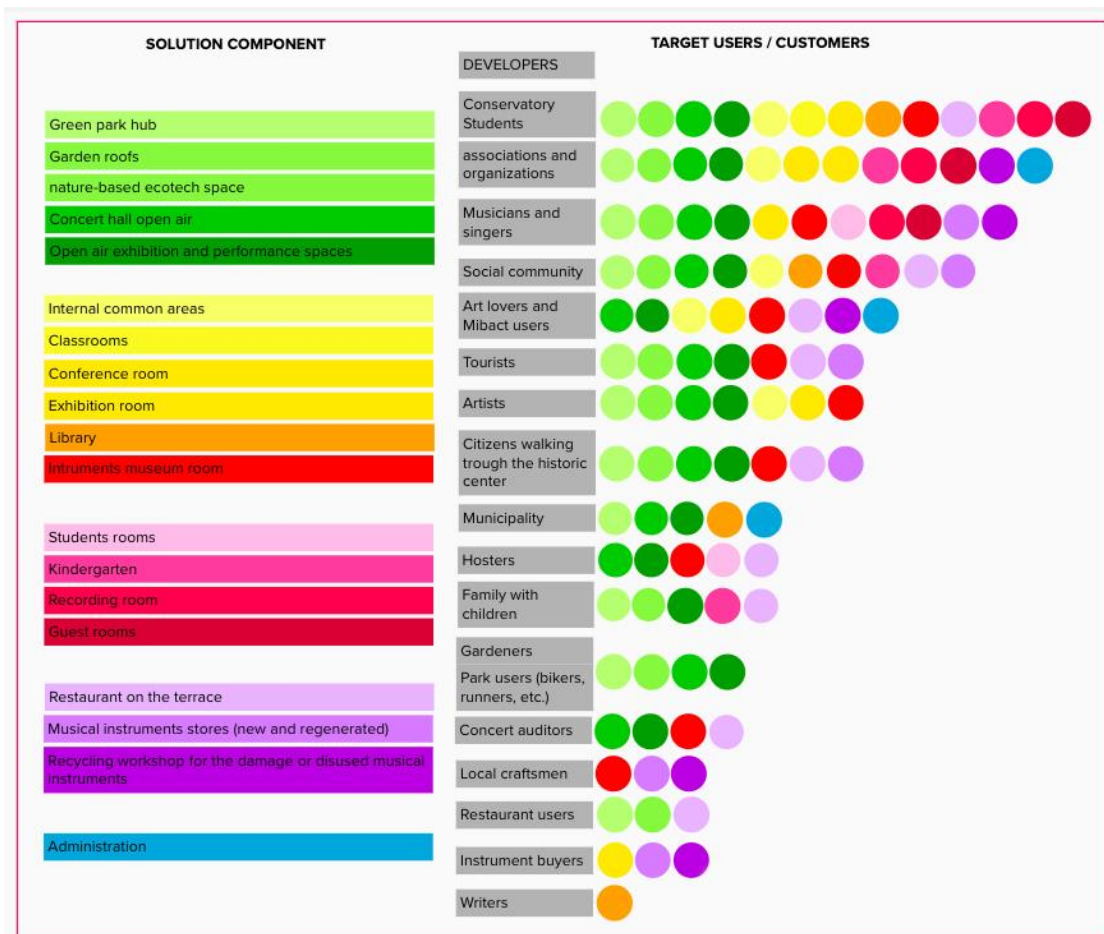 SOLUTION COMPONENT
Green park hub
Garden roofs
nature-based ecotech space
Concert hall open air
Open air exhibition and performance spaces
Internal common areas
Classrooms
Conference room
Exhibition room
Library
Intruments museum room
Students rooms
Kindergarten
Recording room
Guest rooms
Restaurant on the terrace
Musical instruments stores (new and regenerated)
Recycling workshop for the damage or disused musical
instruments
Administration
TARGET USERS / CUSTOMERS
DEVELOPERS
Conservatory
Students
associations and
organizations
Musicians and
singers
Social community
Art lovers and
Mibact users
Tourists
Artists
Citizens walking
trough the historic
center
Municipality
Hosters
Family with
children
Gardeners
Park users (bikers,
runners, etc.)
Concert auditors
Local craftsmen
Restaurant users
Instrument buyers
Writers